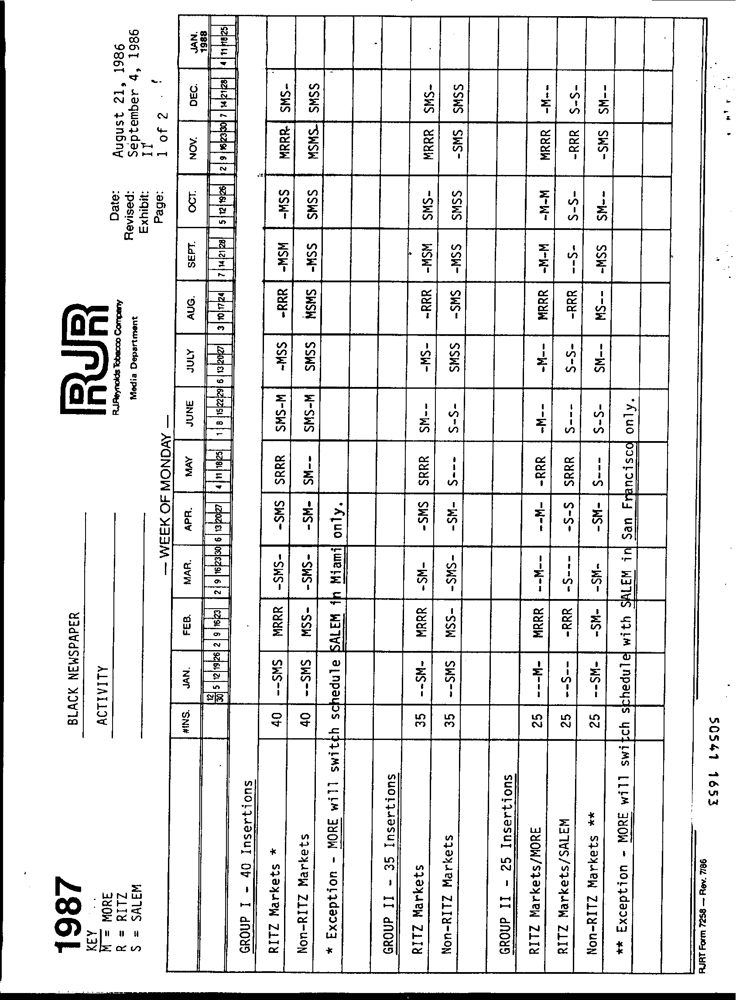 1987
BLACK NEWSPAPER
ACTIVITY
KEY
M = MORE
R = RITZ
S = SALEM
RJR
RJReynolds Tobacco Company
Media Department
Date: August 21, 1986
Revised: September 4, 1986
Exhibit: II
Page: 1 of 2
— WEEK OF MONDAY —
#INS. JAN. FEB. MAR. APR. MAY JUNE JULY AUG. SEPT. OCT. NOV. DEC. JAN. 1988
12/30 5 12 19 26 2 9 16 23 2 9 16 23 30 6 13 20 27 4 11 18 25 1 8 15 22 29 6 13 20 27 3 10 17 24 7 14 21 28 5 12 19 26 2 9 16 23 30 7 14 21 28 4 11 18 25
GROUP I - 40 Insertions
RITZ Markets * 40 --SMS MRRR -SMS- -SMS SRRR SMS-M -MSS -RRR -MSM -MSS MRRR- SMS-
Non-RITZ Markets 40 --SMS MSS- -SMS- -SM- SM-- SMS-M SMSS MSMS -MSS SMSS MSMS- SMSS
* Exception - MORE will switch schedule SALEM in Miami only.
GROUP II - 35 Insertions
RITZ Markets 35 --SM- MRRR -SM- -SMS SRRR SM-- -MS- -RRR -MSM SMS- MRRR SMS-
Non-RITZ Markets 35 --SMS MSS- -SMS- -SM- S--- S-S- SMSS -SMS -MSS SMSS -SMS SMSS
GROUP II - 25 Insertions
RITZ Markets/MORE 25 ---M- MRRR --M-- --M- -RRR -M-- -M-- MRRR -M-M -M-M MRRR -M--
RITZ Markets/SALEM 25 --S-- -RRR -S--- -S-S SRRR S--- S-S- -RRR --S- S-S- -RRR S-S-
Non-RITZ Markets ** 25 --SM- -SM- -SM- -SM- S--- S-S- SM-- MS-- -MSS SM-- -SMS SM--
** Exception - MORE will switch schedule with SALEM in San Francisco only.
RJRT Form 7258 — Rev. 7/86
50541 1653